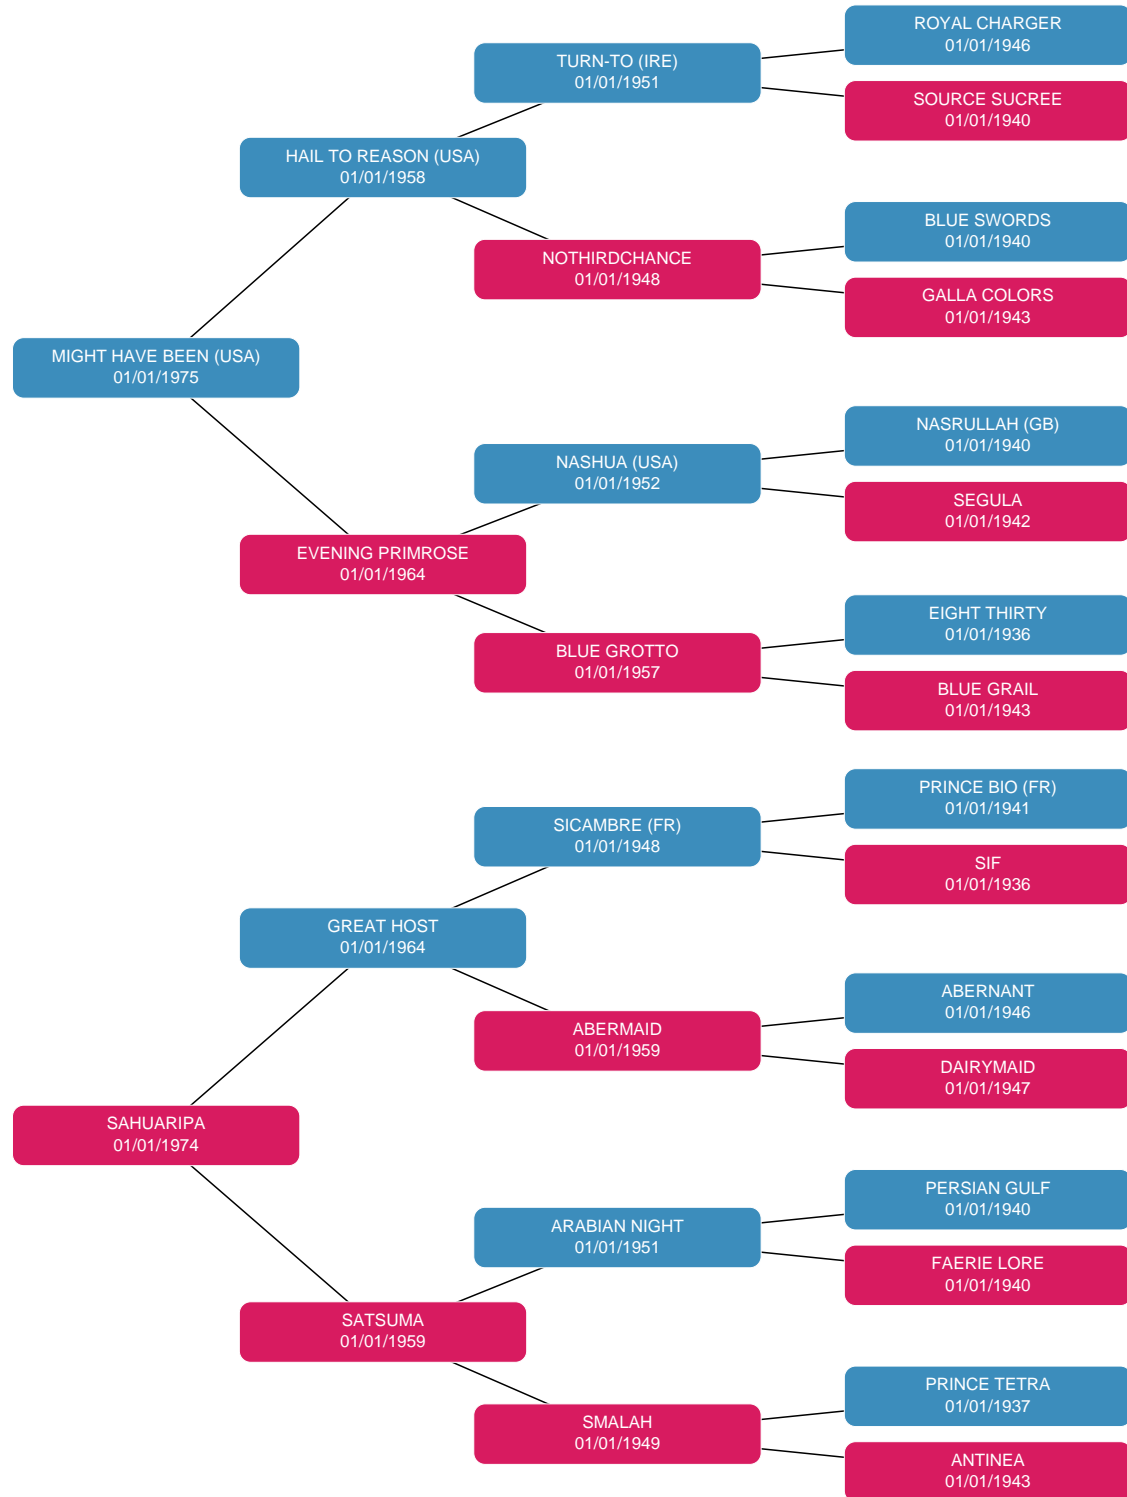 ROYAL CHARGER
01/01/1946
TURN-TO (IRE)
01/01/1951
SOURCE SUCREE
01/01/1940
HAIL TO REASON (USA)
01/01/1958
BLUE SWORDS
01/01/1940
NOTHIRDCHANCE
01/01/1948
GALLA COLORS
01/01/1943
MIGHT HAVE BEEN (USA)
01/01/1975
NASRULLAH (GB)
01/01/1940
NASHUA (USA)
01/01/1952
SEGULA
01/01/1942
EVENING PRIMROSE
01/01/1964
EIGHT THIRTY
01/01/1936
BLUE GROTTO
01/01/1957
BLUE GRAIL
01/01/1943
PRINCE BIO (FR)
01/01/1941
SICAMBRE (FR)
01/01/1948
SIF
01/01/1936
GREAT HOST
01/01/1964
ABERNANT
01/01/1946
ABERMAID
01/01/1959
DAIRYMAID
01/01/1947
SAHUARIPA
01/01/1974
PERSIAN GULF
01/01/1940
ARABIAN NIGHT
01/01/1951
FAERIE LORE
01/01/1940
SATSUMA
01/01/1959
PRINCE TETRA
01/01/1937
SMALAH
01/01/1949
ANTINEA
01/01/1943